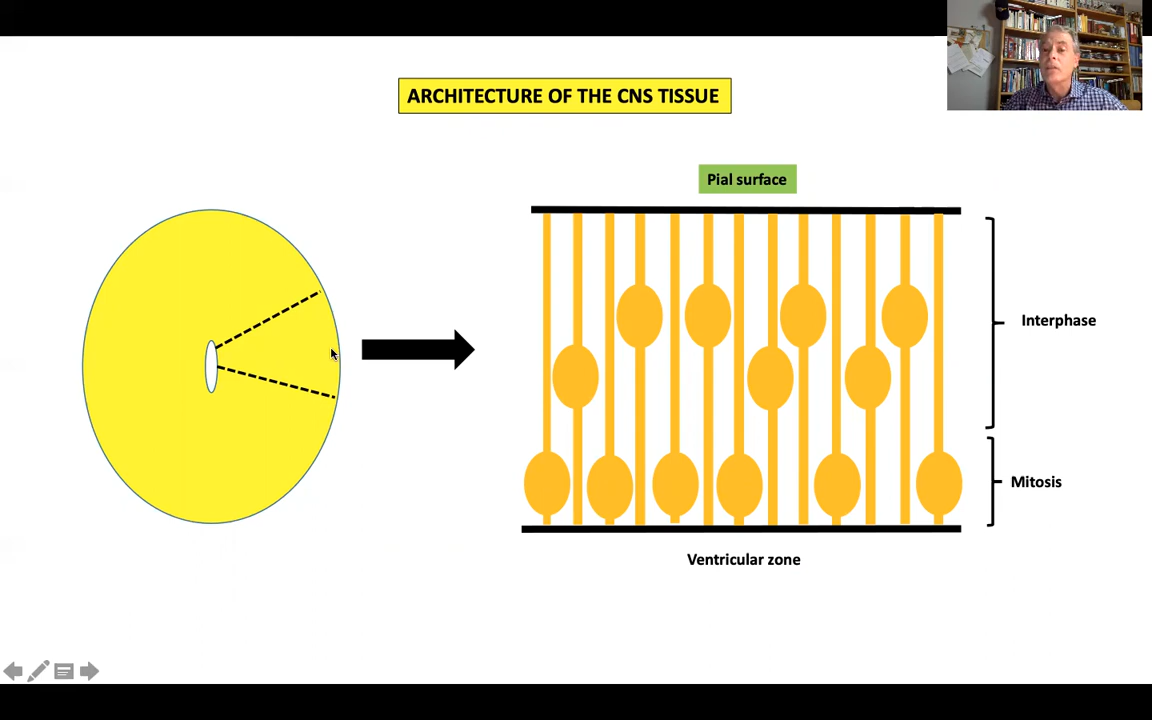 ARCHITECTURE OF THE CNS TISSUE
Pial surface
Interphase
Mitosis
Ventricular zone